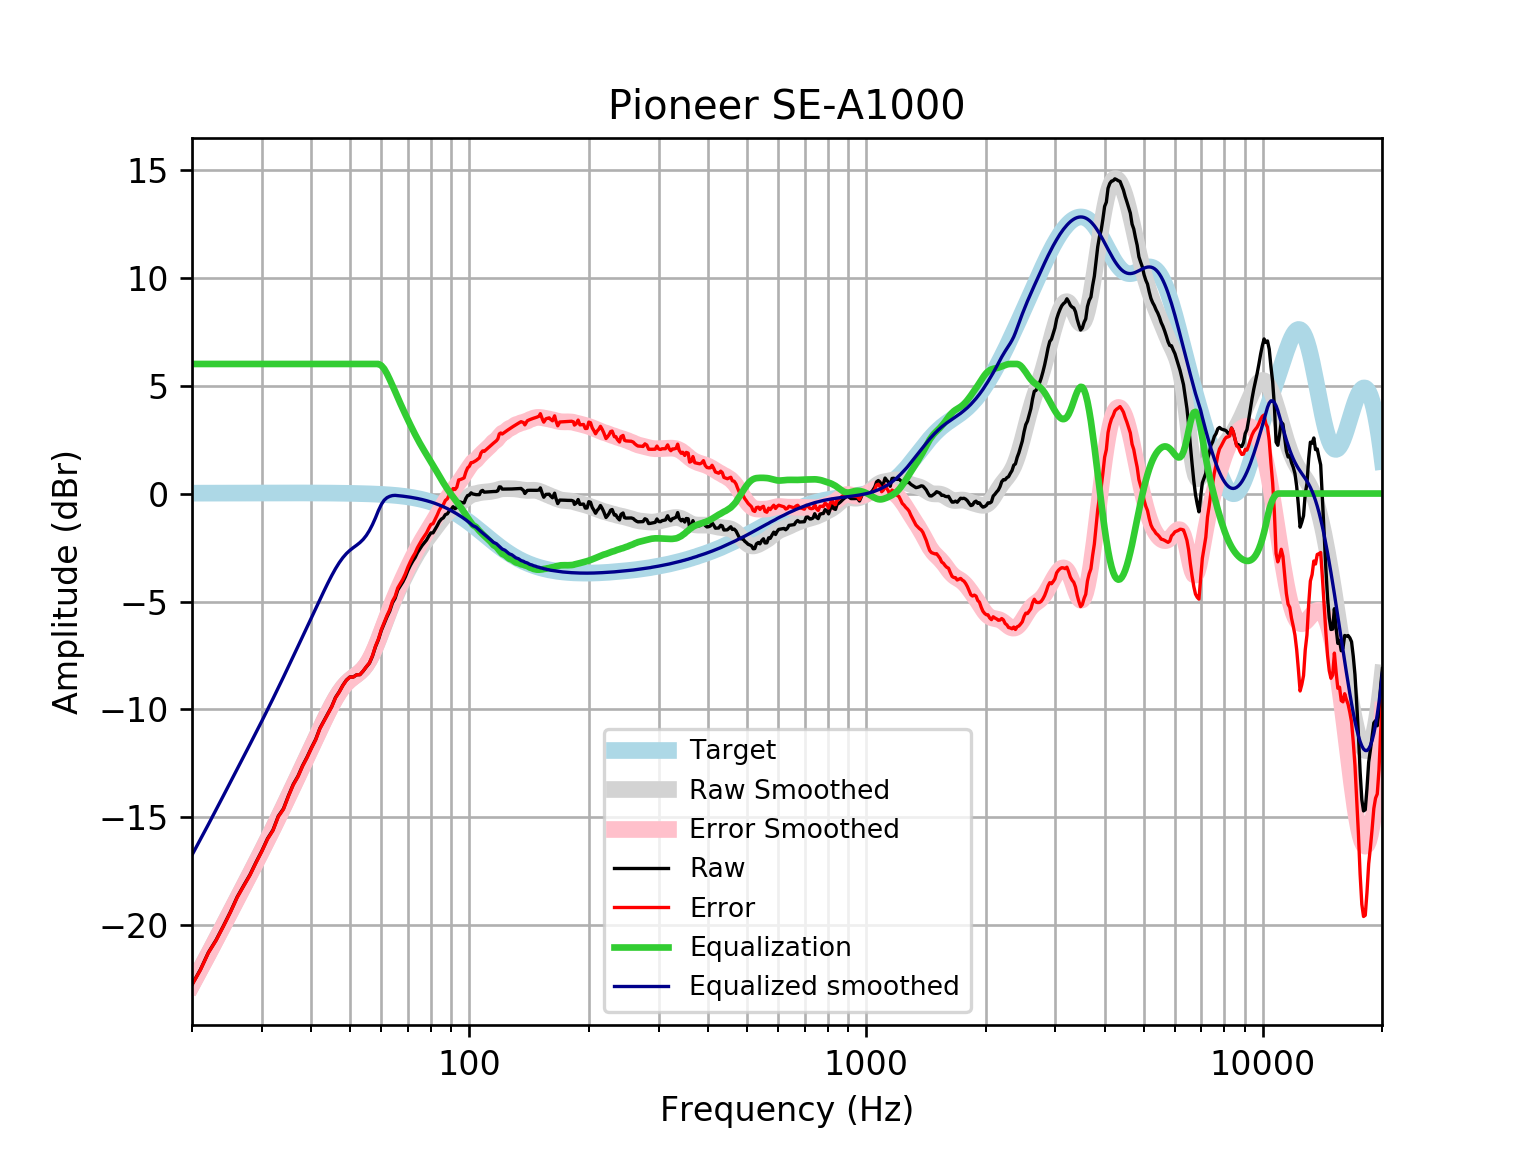 Pioneer SE-A1000
Amplitude (dBr)
15
10
5
0
−5
−10
−15
−20
Target
Raw Smoothed
Error Smoothed
Raw
Error
Equalization
Equalized smoothed
100
1000
10000
Frequency (Hz)